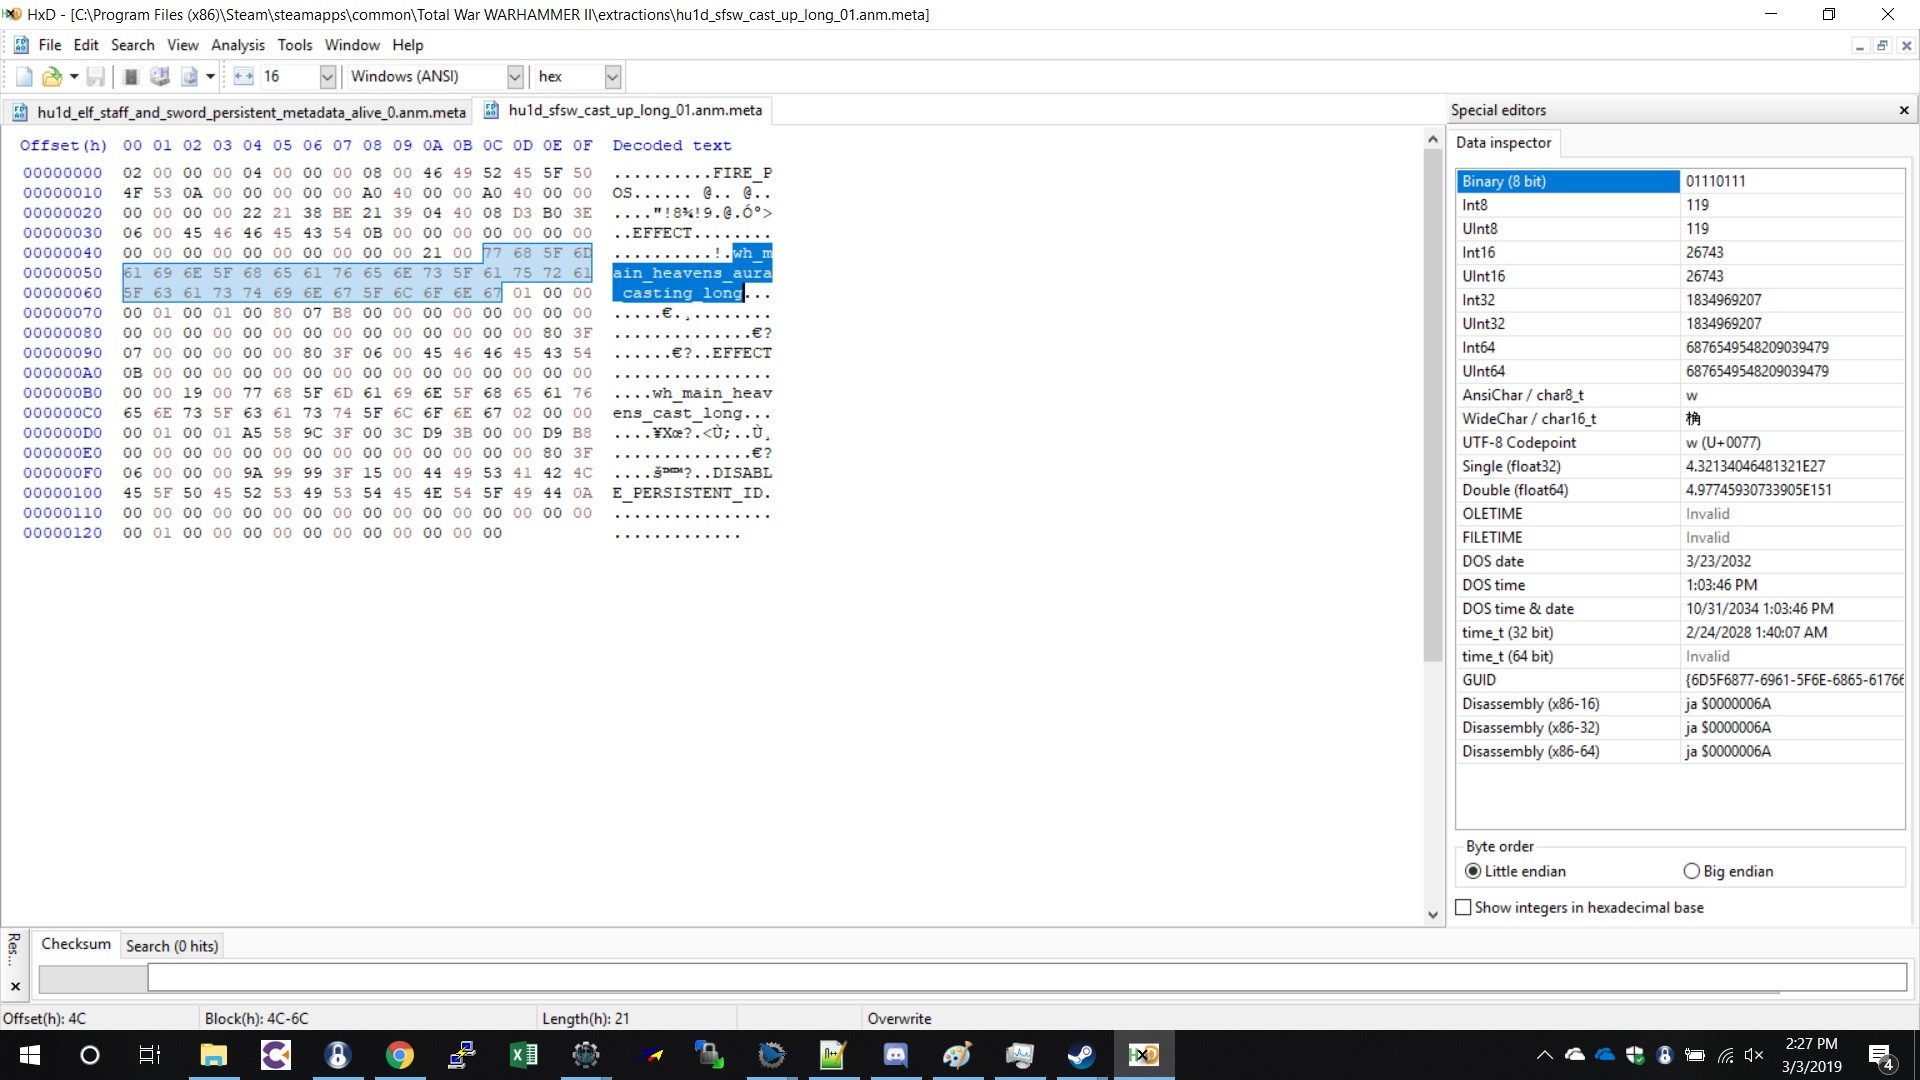 HxD - [C:\Program Files (x86)\Steam\steamapps\common\Total War WARHAMMER II\extractions\hu1d_sfsw_cast_up_long_01.anm.meta]
File Edit Search View Analysis Tools Window Help
16 Windows (ANSI) hex
hu1d_elf_staff_and_sword_persistent_metadata_alive_0.anm.meta hu1d_sfsw_cast_up_long_01.anm.meta
Offset(h) 00 01 02 03 04 05 06 07 08 09 0A 0B 0C 0D 0E 0F Decoded text
00000000 02 00 00 00 04 00 00 00 08 00 46 49 52 45 5F 50 ..........FIRE_P
00000010 4F 53 0A 00 00 00 00 00 A0 40 00 00 A0 40 00 00 OS...... @.. @..
00000020 00 00 00 00 22 21 38 BE 21 39 04 40 08 D3 B0 3E ...."!8¾!9.@.Ó°>
00000030 06 00 45 46 46 45 43 54 0B 00 00 00 00 00 00 00 ..EFFECT........
00000040 00 00 00 00 00 00 00 00 00 00 21 00 77 68 5F 6D ..........!.wh_m
00000050 61 69 6E 5F 68 65 61 76 65 6E 73 5F 61 75 72 61 ain_heavens_aura
00000060 5F 63 61 73 74 69 6E 67 5F 6C 6F 6E 67 01 00 00 _casting_long...
00000070 00 01 00 01 00 80 07 B8 00 00 00 00 00 00 00 00 .....€.¸........
00000080 00 00 00 00 00 00 00 00 00 00 00 00 00 00 80 3F ..............€?
00000090 07 00 00 00 00 00 80 3F 06 00 45 46 46 45 43 54 ......€?..EFFECT
000000A0 0B 00 00 00 00 00 00 00 00 00 00 00 00 00 00 00 ................
000000B0 00 00 19 00 77 68 5F 6D 61 69 6E 5F 68 65 61 76 ....wh_main_heav
000000C0 65 6E 73 5F 63 61 73 74 5F 6C 6F 6E 67 02 00 00 ens_cast_long...
000000D0 00 01 00 01 A5 58 9C 3F 00 3C D9 3B 00 00 D9 B8 ....¥Xœ?.<Ù;..Ù¸
000000E0 00 00 00 00 00 00 00 00 00 00 00 00 00 00 80 3F ..............€?
000000F0 06 00 00 00 9A 99 99 3F 15 00 44 49 53 41 42 4C ....š™™?..DISABL
00000100 45 5F 50 45 52 53 49 53 54 45 4E 54 5F 49 44 0A E_PERSISTENT_ID.
00000110 00 00 00 00 00 00 00 00 00 00 00 00 00 00 00 00 ................
00000120 00 01 00 00 00 00 00 00 00 00 00 00 00 .............
Special editors
Data inspector
Binary (8 bit) 01110111
Int8 119
UInt8 119
Int16 26743
UInt16 26743
Int32 1834969207
UInt32 1834969207
Int64 6876549548209039479
UInt64 6876549548209039479
AnsiChar / char8_t w
WideChar / char16_t 桷
UTF-8 Codepoint w (U+0077)
Single (float32) 4.32134046481321E27
Double (float64) 4.97745930733905E151
OLETIME Invalid
FILETIME Invalid
DOS date 3/23/2032
DOS time 1:03:46 PM
DOS time & date 10/31/2034 1:03:46 PM
time_t (32 bit) 2/24/2028 1:40:07 AM
time_t (64 bit) Invalid
GUID {6D5F6877-6961-5F6E-6865-61766
Disassembly (x86-16) ja $0000006A
Disassembly (x86-32) ja $0000006A
Disassembly (x86-64) ja $0000006A
Byte order
Little endian Big endian
Show integers in hexadecimal base
Res...
Checksum Search (0 hits)
Offset(h): 4C Block(h): 4C-6C Length(h): 21 Overwrite
2:27 PM
3/3/2019
4